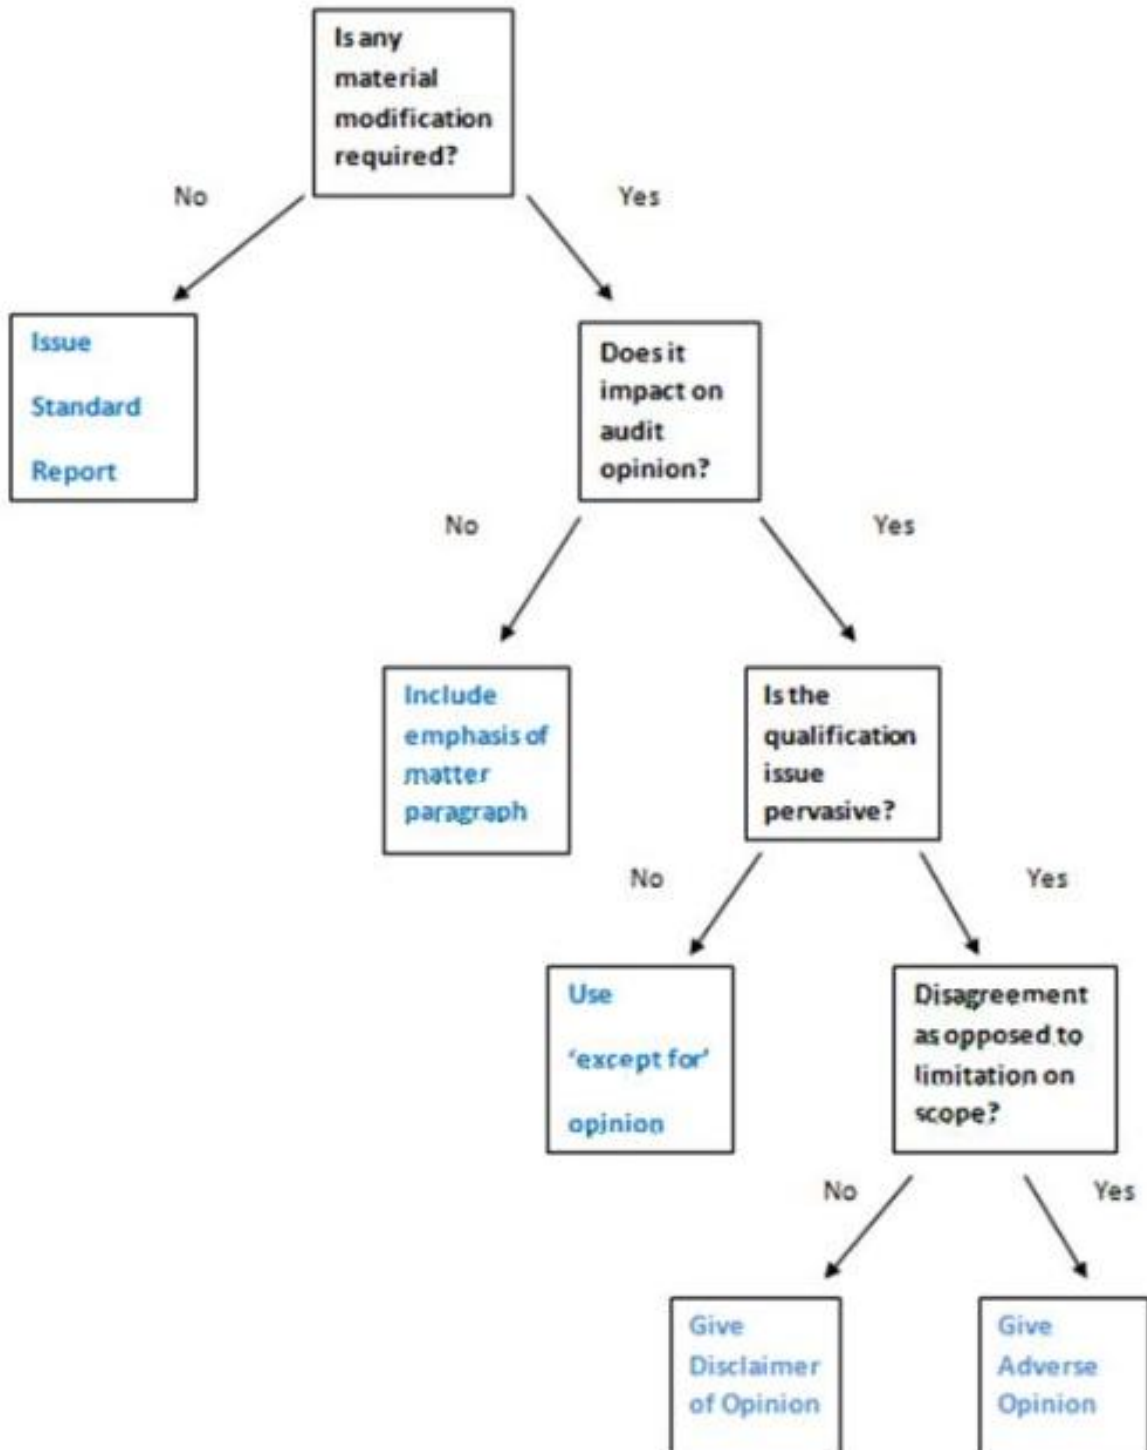 Is any
material
modification
required?
No
Yes
Issue
Standard
Report
Does it
impact on
audit
opinion?
No
Yes
Include
emphasis of
matter
paragraph
Is the
qualification
issue
pervasive?
No
Yes
Use
‘except for’
opinion
Disagreement
as opposed to
limitation on
scope?
No
Yes
Give
Disclaimer
of Opinion
Give
Adverse
Opinion